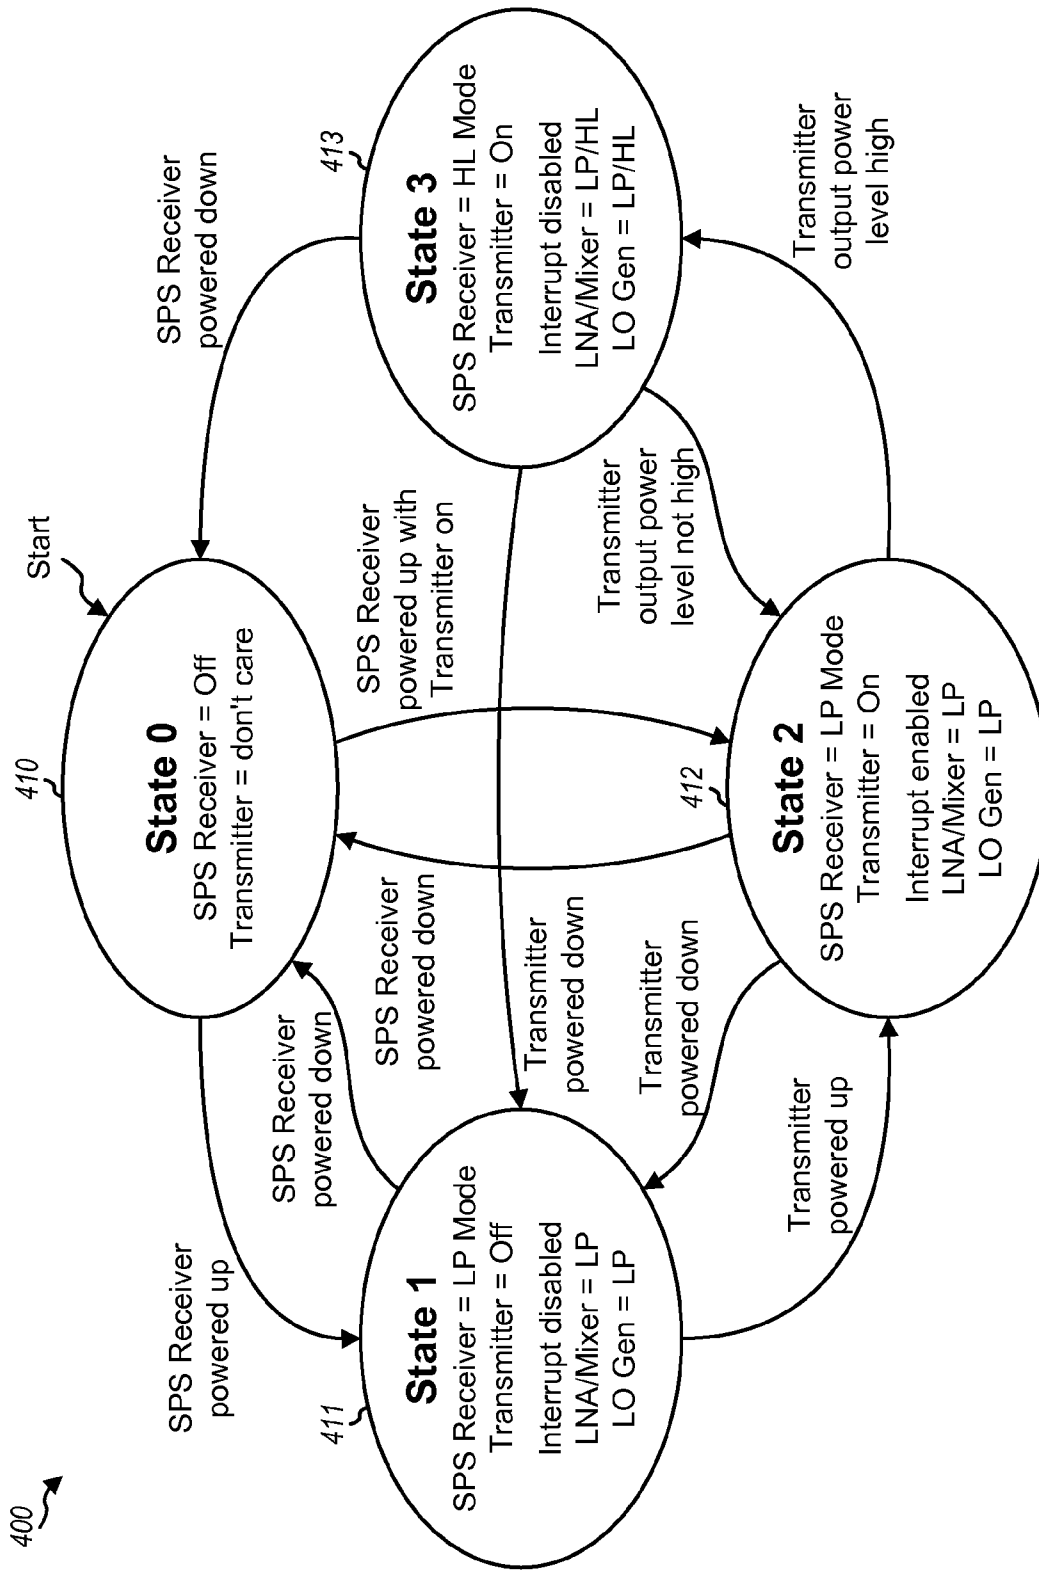 400
Start
410
State 0
SPS Receiver = Off
Transmitter = don't care
SPS Receiver
powered up
SPS Receiver
powered down
SPS Receiver
powered down
SPS Receiver
powered down
SPS Receiver
powered up with
Transmitter on
411
State 1
SPS Receiver = LP Mode
Transmitter = Off
Interrupt disabled
LNA/Mixer = LP
LO Gen = LP
413
State 3
SPS Receiver = HL Mode
Transmitter = On
Interrupt disabled
LNA/Mixer = LP/HL
LO Gen = LP/HL
Transmitter
powered down
Transmitter
powered down
Transmitter
output power
level not high
412
State 2
SPS Receiver = LP Mode
Transmitter = On
Interrupt enabled
LNA/Mixer = LP
LO Gen = LP
Transmitter
powered up
Transmitter
output power
level high